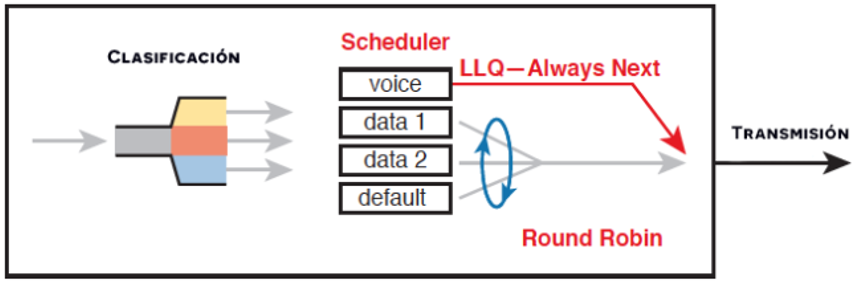 CLASIFICACIÓN
Scheduler
voice
LLQ—Always Next
data 1
data 2
default
Round Robin
TRANSMISIÓN